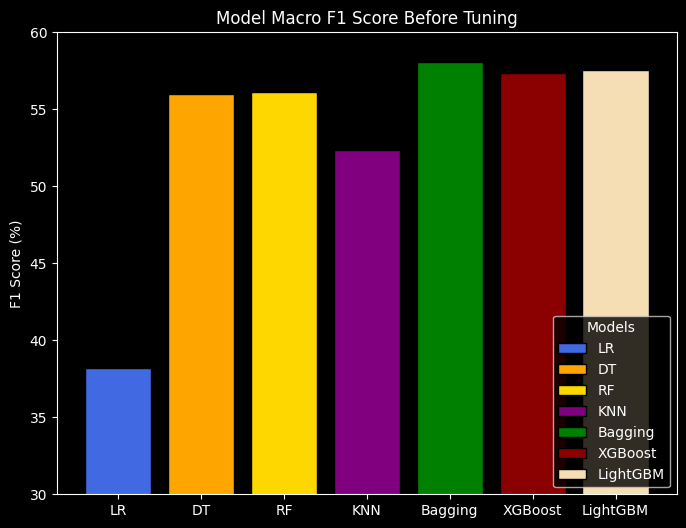 Model Macro F1 Score Before Tuning
F1 Score (%)
60
55
50
45
40
35
30
LR
DT
RF
KNN
Bagging
XGBoost
LightGBM
Models
LR
DT
RF
KNN
Bagging
XGBoost
LightGBM